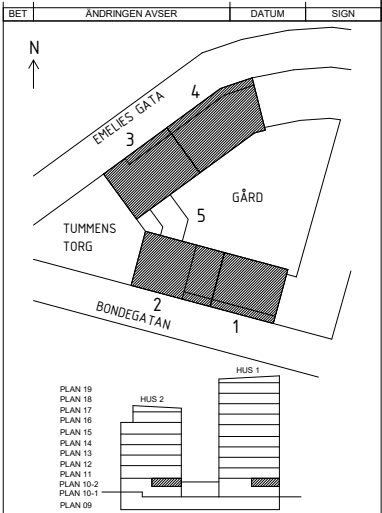 BET ÄNDRINGEN AVSER DATUM SIGN
N
EMELIES GATA
4
3
GÅRD
5
TUMMENS
TORG
2
BONDEGATAN
1
HUS 1
PLAN 19
PLAN 18 HUS 2
PLAN 17
PLAN 16
PLAN 15
PLAN 14
PLAN 13
PLAN 12
PLAN 11
PLAN 10-2
PLAN 10-1
PLAN 09